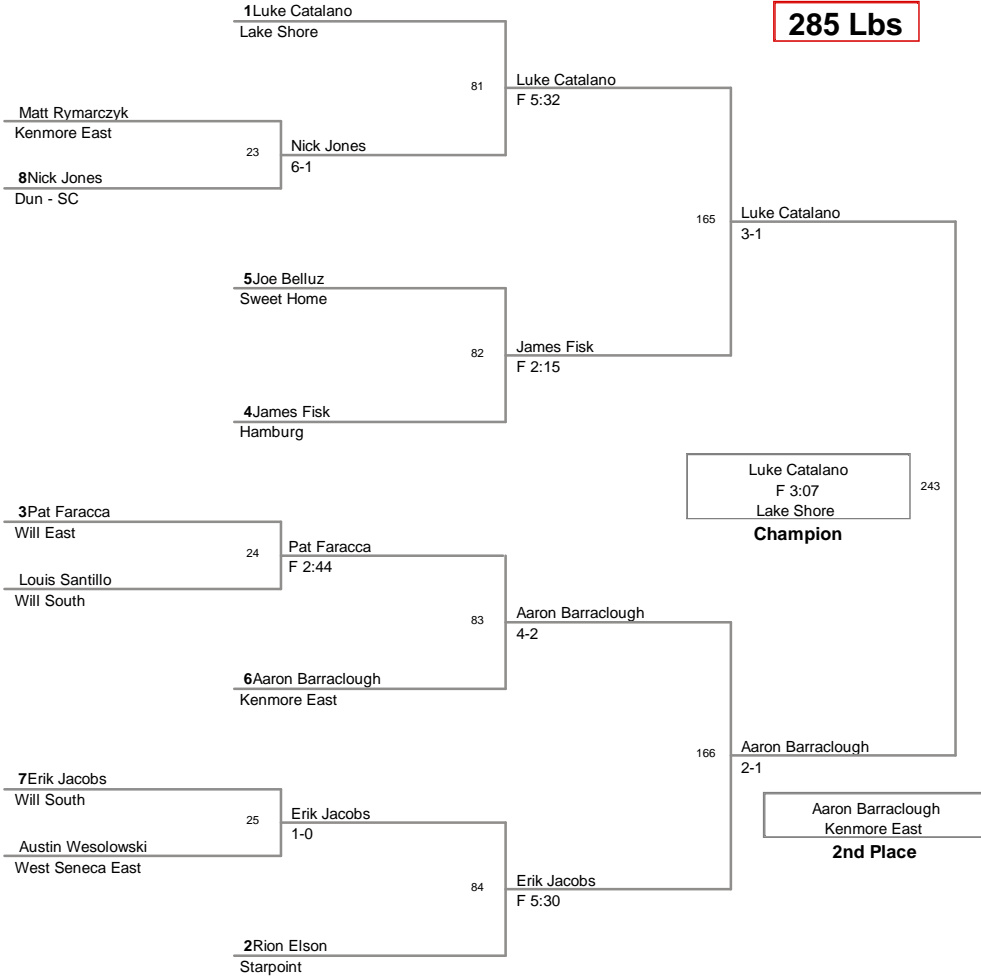 1Luke Catalano
285 Lbs
Lake Shore
81
Luke Catalano
F 5:32
Matt Rymarczyk
Kenmore East
23
Nick Jones
6-1
8Nick Jones
Dun - SC
165
Luke Catalano
3-1
5Joe Belluz
Sweet Home
82
James Fisk
F 2:15
4James Fisk
Hamburg
Luke Catalano
F 3:07
Lake Shore
243
Champion
3Pat Faracca
Will East
24
Pat Faracca
F 2:44
Louis Santillo
Will South
83
Aaron Barraclough
4-2
6Aaron Barraclough
Kenmore East
166
Aaron Barraclough
2-1
7Erik Jacobs
Will South
25
Erik Jacobs
1-0
Aaron Barraclough
Kenmore East
2nd Place
Austin Wesolowski
West Seneca East
84
Erik Jacobs
F 5:30
2Rion Elson
Starpoint